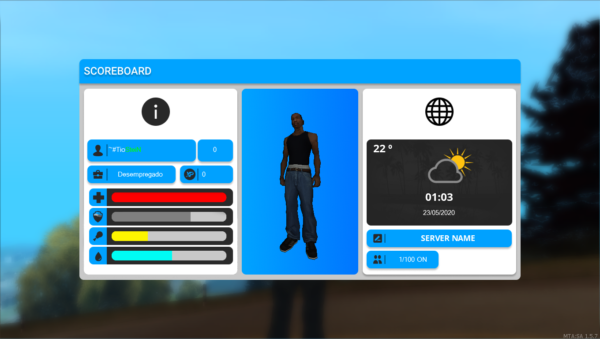 SCOREBOARD
0
Desempregado
0
22 º
01:03
23/05/2020
SERVER NAME
1/100 ON
MTA:SA 1.5.7